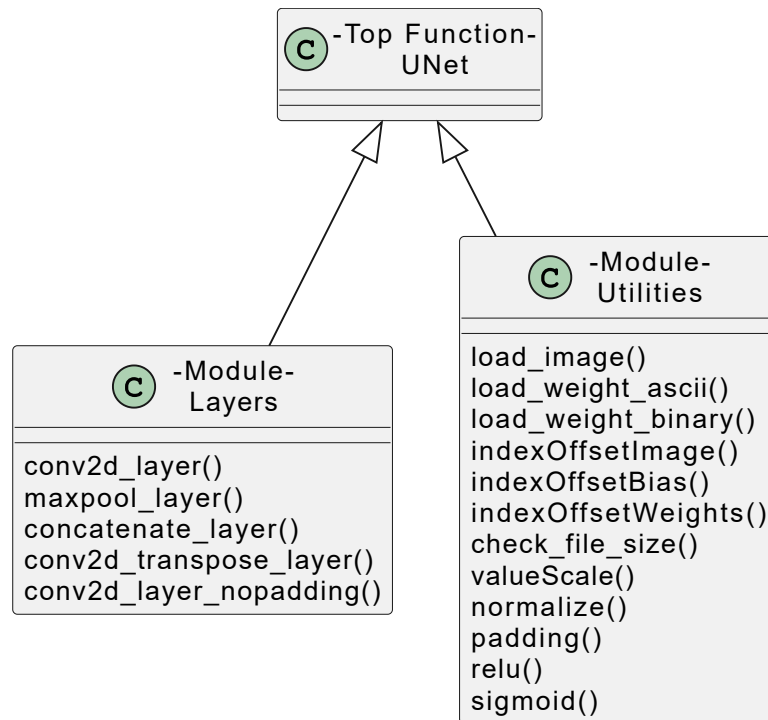 C
-Top Function-
UNet
C
-Module-
Utilities
load_image()
load_weight_ascii()
load_weight_binary()
indexOffsetImage()
indexOffsetBias()
indexOffsetWeights()
check_file_size()
valueScale()
normalize()
padding()
relu()
sigmoid()
C
-Module-
Layers
conv2d_layer()
maxpool_layer()
concatenate_layer()
conv2d_transpose_layer()
conv2d_layer_nopadding()